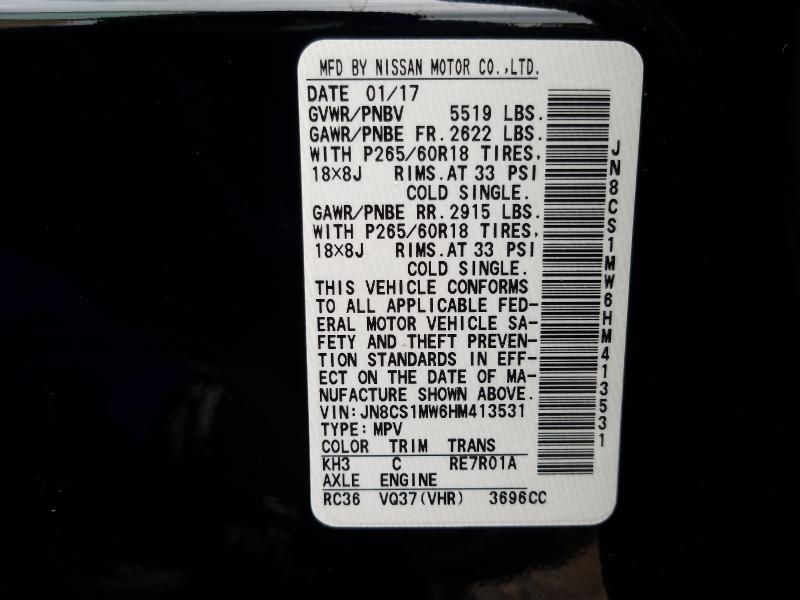 MFD BY NISSAN MOTOR CO.,LTD.
DATE 01/17
GVWR/PNBV 5519 LBS.
GAWR/PNBE FR. 2622 LBS.
WITH P265/60R18 TIRES,
18×8J RIMS. AT 33 PSI
COLD SINGLE.
GAWR/PNBE RR. 2915 LBS.
WITH P265/60R18 TIRES,
18×8J RIMS. AT 33 PSI
COLD SINGLE.
THIS VEHICLE CONFORMS
TO ALL APPLICABLE FED-
ERAL MOTOR VEHICLE SA-
FETY AND THEFT PREVEN-
TION STANDARDS IN EFF-
ECT ON THE DATE OF MA-
NUFACTURE SHOWN ABOVE.
VIN: JN8CS1MW6HM413531
TYPE: MPV
COLOR TRIM TRANS
KH3 C RE7R01A
AXLE ENGINE
RC36 VQ37(VHR) 3696CC
JN8CS1MW6HM413531